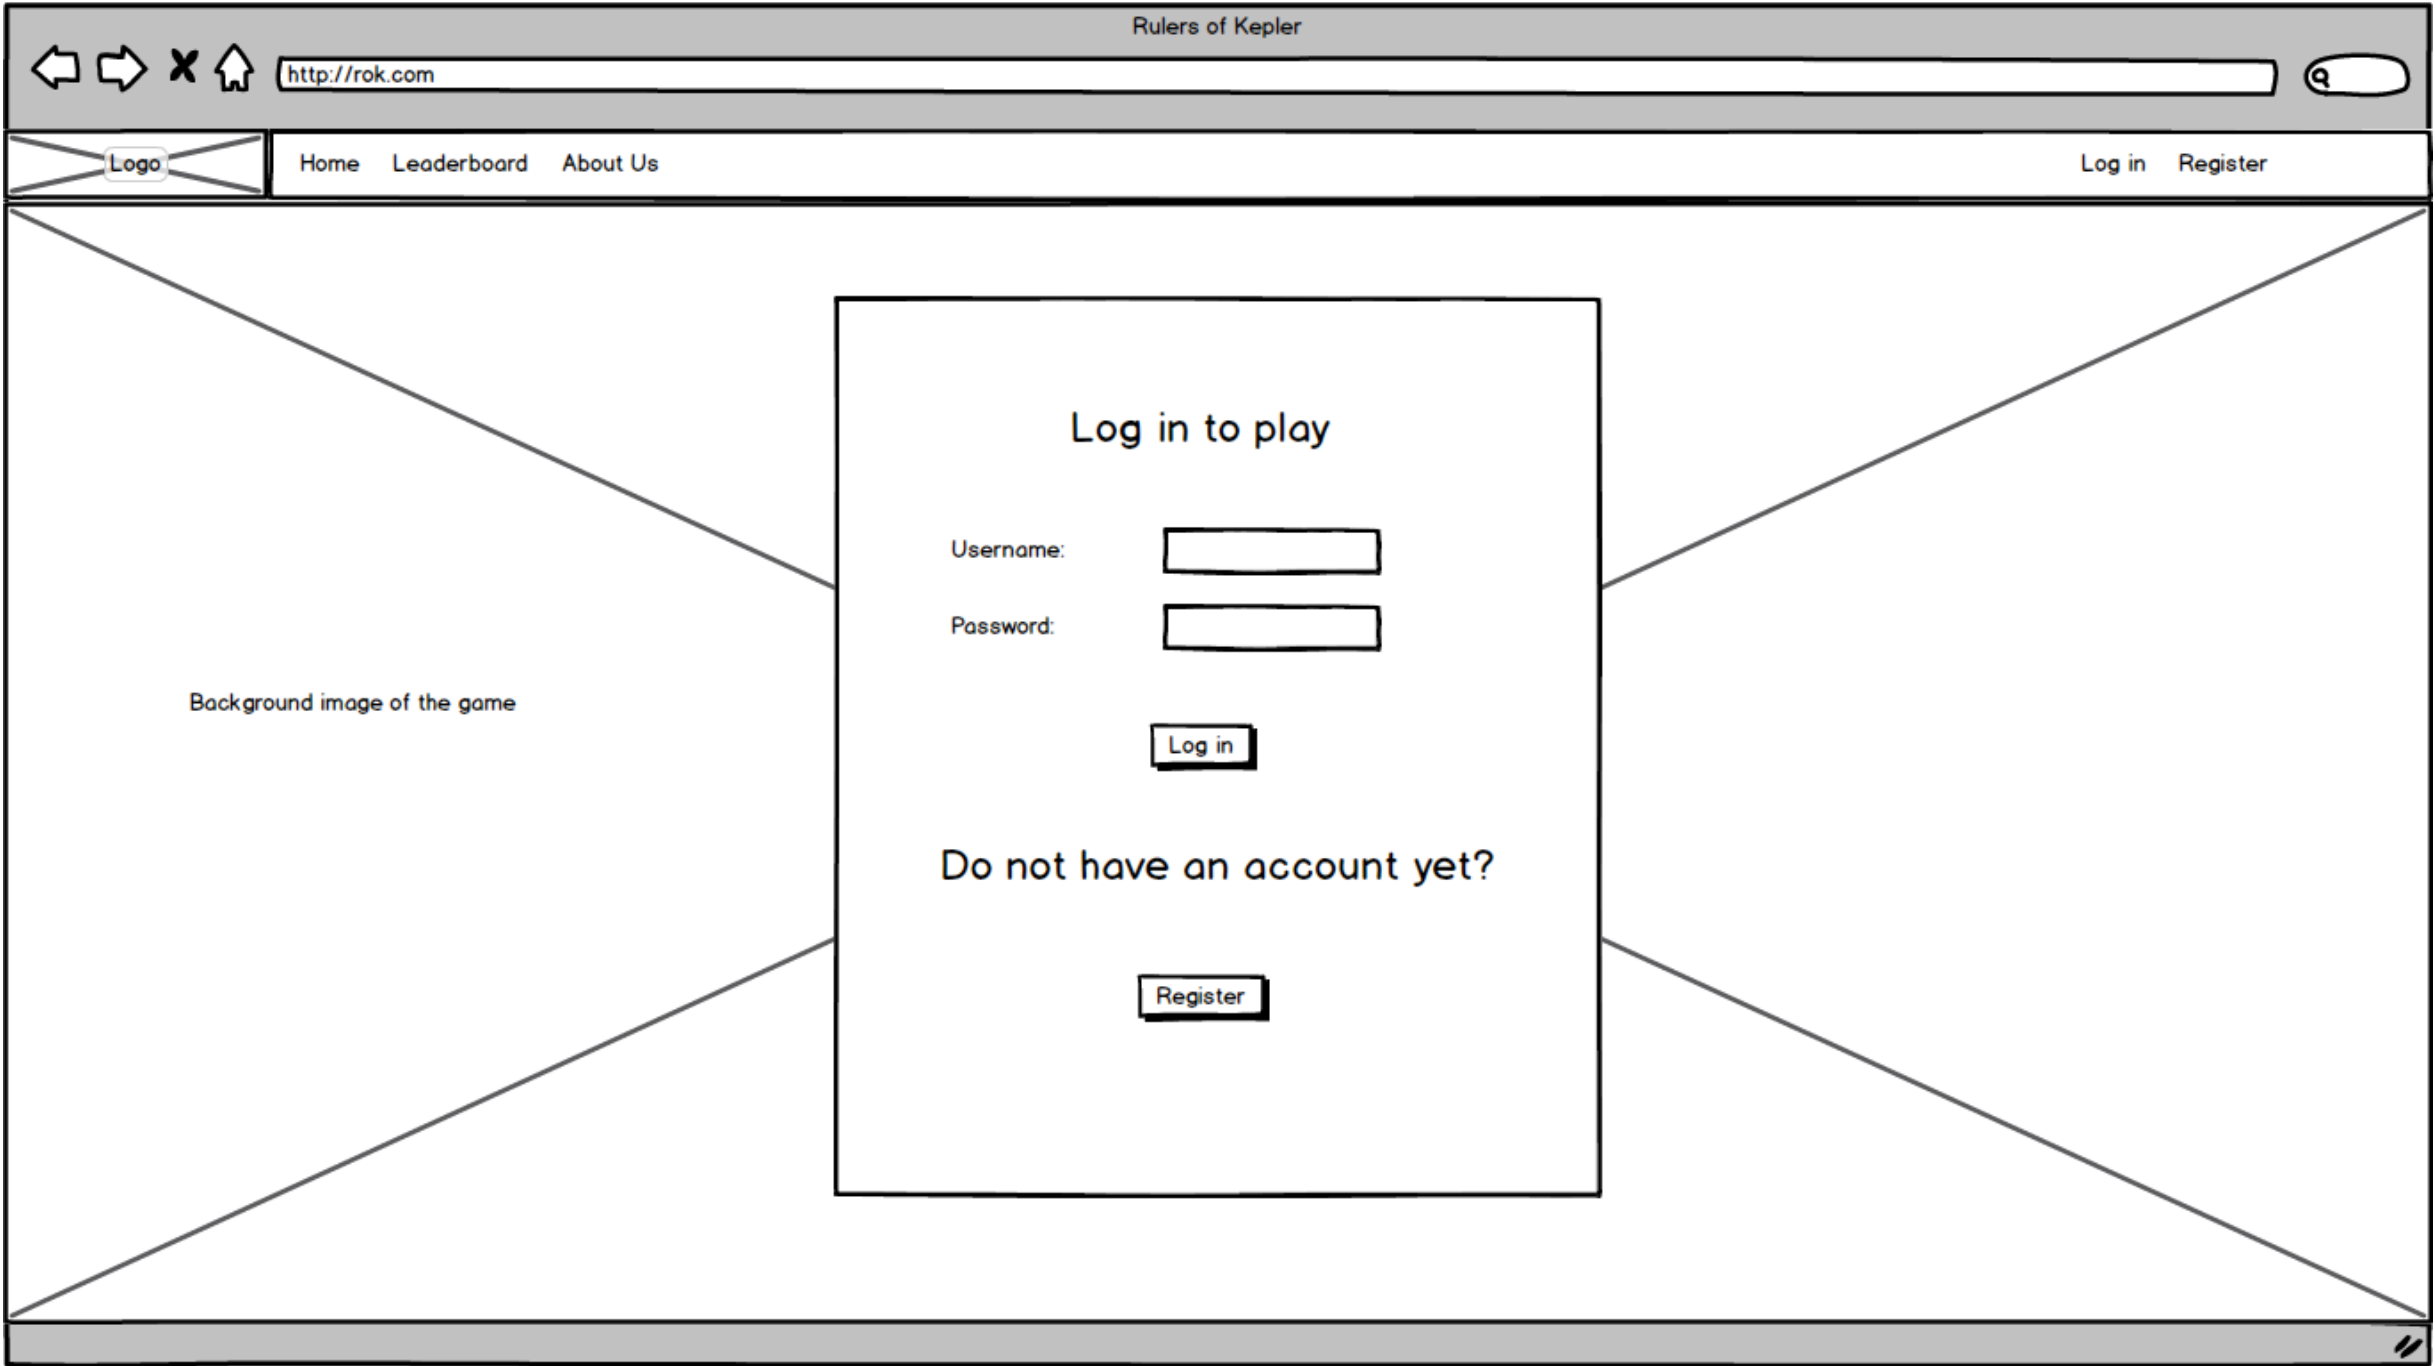 Rulers of Kepler
http://rok.com
Logo
Home Leaderboard About Us Log in Register
Log in to play
Username:
Password:
Background image of the game
Log in
Do not have an account yet?
Register